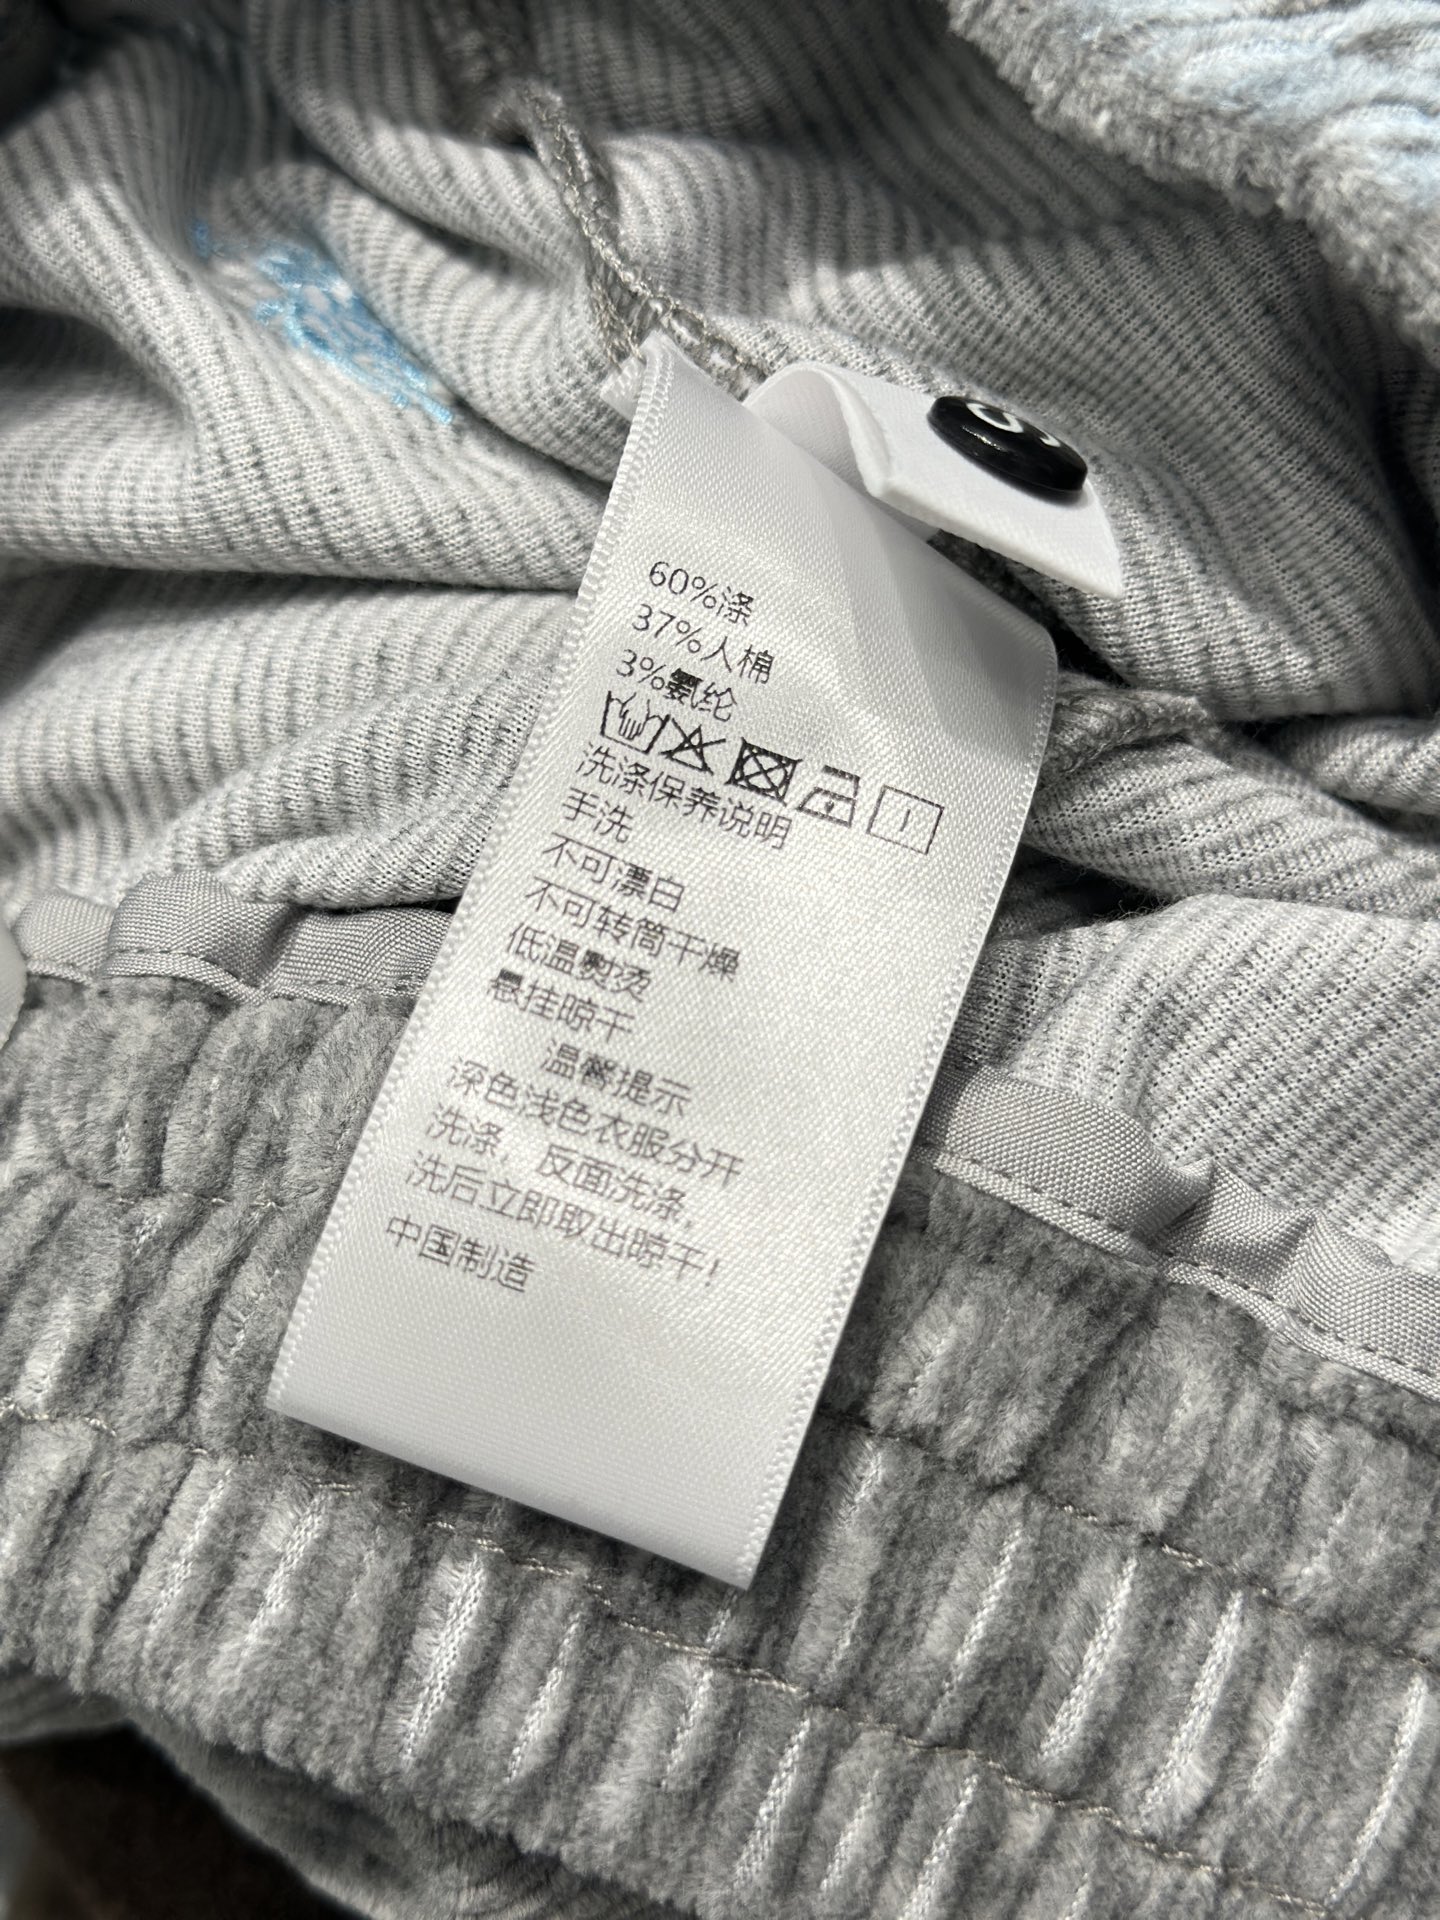 60%涤
37%人棉
3%氨纶
洗涤保养说明
手洗
不可漂白
不可转筒干燥
低温熨烫
悬挂晾干
温馨提示
深色浅色衣服分开
洗涤，反面洗涤，
洗后立即取出晾干！
中国制造